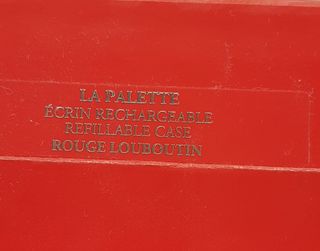 LA PALETTE
ÉCRIN RECHARGEABLE
REFILLABLE CASE
ROUGE LOUBOUTIN